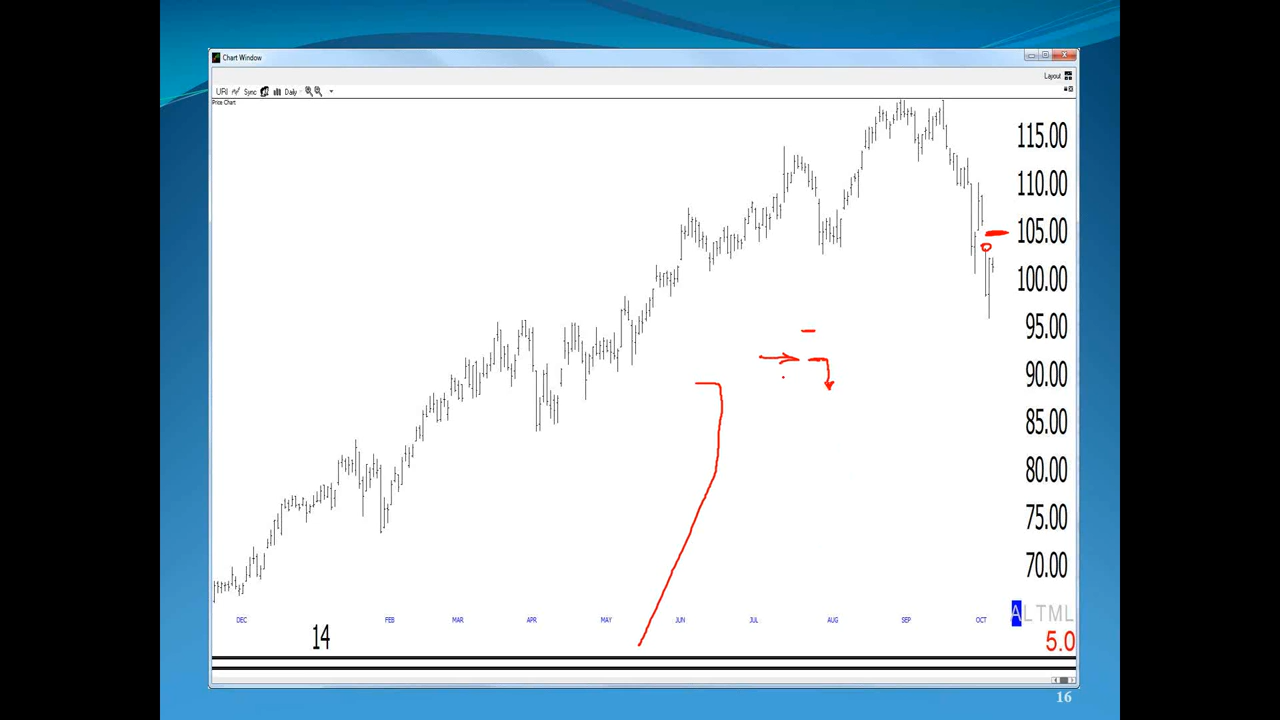 Chart Window
Layout
URI Sync Daily
Price Chart
115.00
110.00
105.00
100.00
95.00
90.00
85.00
80.00
75.00
70.00
ALTML
DEC FEB MAR APR MAY JUN JUL AUG SEP OCT
14
5.0
16